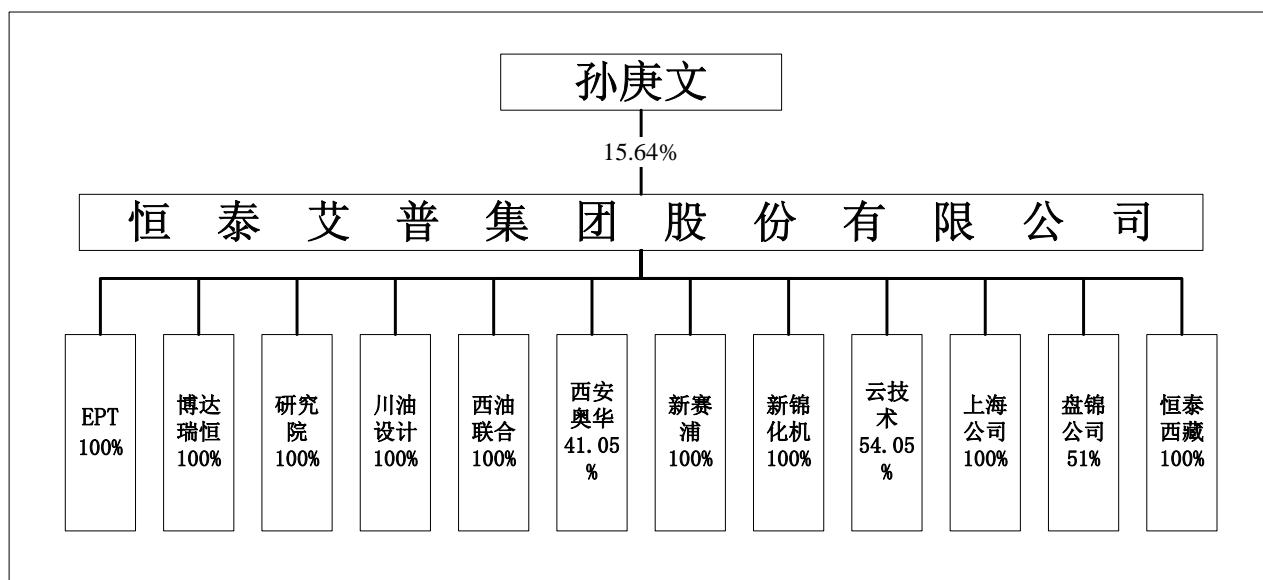 孙庚文
15.64%
恒泰艾普集团股份有限公司
EPT
100%
博达
瑞恒
100%
研究
院
100%
川油
设计
100%
西油
联合
100%
西安
奥华
41.05
%
新赛
浦
100%
新锦
化机
100%
云技
术
54.05
%
上海
公司
100%
盘锦
公司
51%
恒泰
西藏
100%